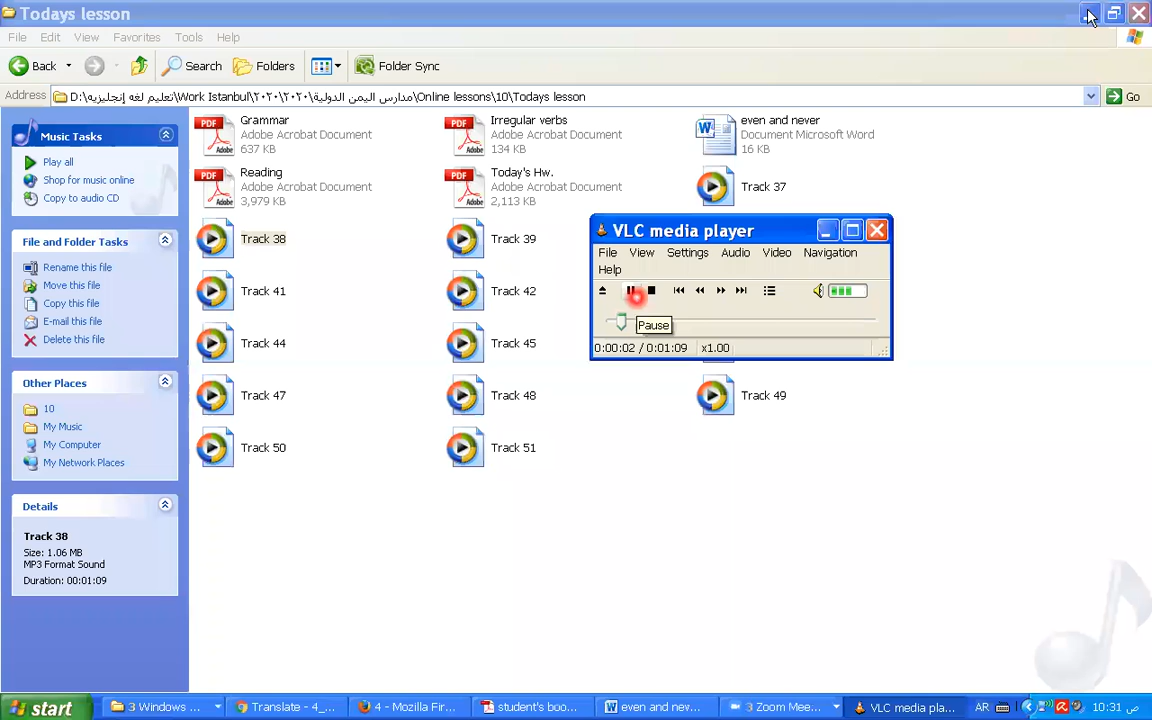 Todays lesson
File Edit View Favorites Tools Help
Back Search Folders Folder Sync
Address D:\تعليم لغه إنجليزيه\Work Istanbul\٢٠٢٠\٢٠٢٠\مدارس اليمن الدولية\Online lessons\10\Todays lesson Go
Music Tasks
Play all
Shop for music online
Copy to audio CD
File and Folder Tasks
Rename this file
Move this file
Copy this file
E-mail this file
Delete this file
Other Places
10
My Music
My Computer
My Network Places
Details
Track 38
Size: 1.06 MB
MP3 Format Sound
Duration: 00:01:09
Grammar
Adobe Acrobat Document
637 KB
Irregular verbs
Adobe Acrobat Document
134 KB
even and never
Document Microsoft Word
16 KB
Reading
Adobe Acrobat Document
3,979 KB
Today's Hw.
Adobe Acrobat Document
2,113 KB
Track 37
Track 38
Track 39
Track 41
Track 42
Track 44
Track 45
Track 47
Track 48
Track 49
Track 50
Track 51
VLC media player
File View Settings Audio Video Navigation
Help
Pause
0:00:02 / 0:01:09 x1.00
start 3 Windows ... Translate - 4_... 4 - Mozilla Fir... student's boo... even and nev... 3 Zoom Mee... VLC media pla... AR 10:31 ص